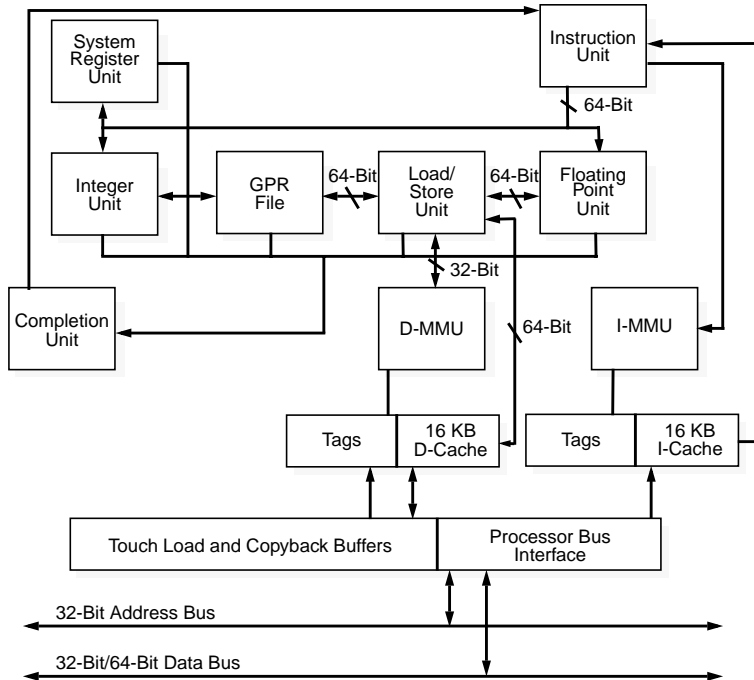 System
Register
Unit
Instruction
Unit
64-Bit
Integer
Unit
GPR
File
64-Bit
Load/
Store
Unit
64-Bit
Floating
Point
Unit
32-Bit
Completion
Unit
D-MMU
64-Bit
I-MMU
Tags
16 KB
D-Cache
Tags
16 KB
I-Cache
Touch Load and Copyback Buffers
Processor Bus
Interface
32-Bit Address Bus
32-Bit/64-Bit Data Bus